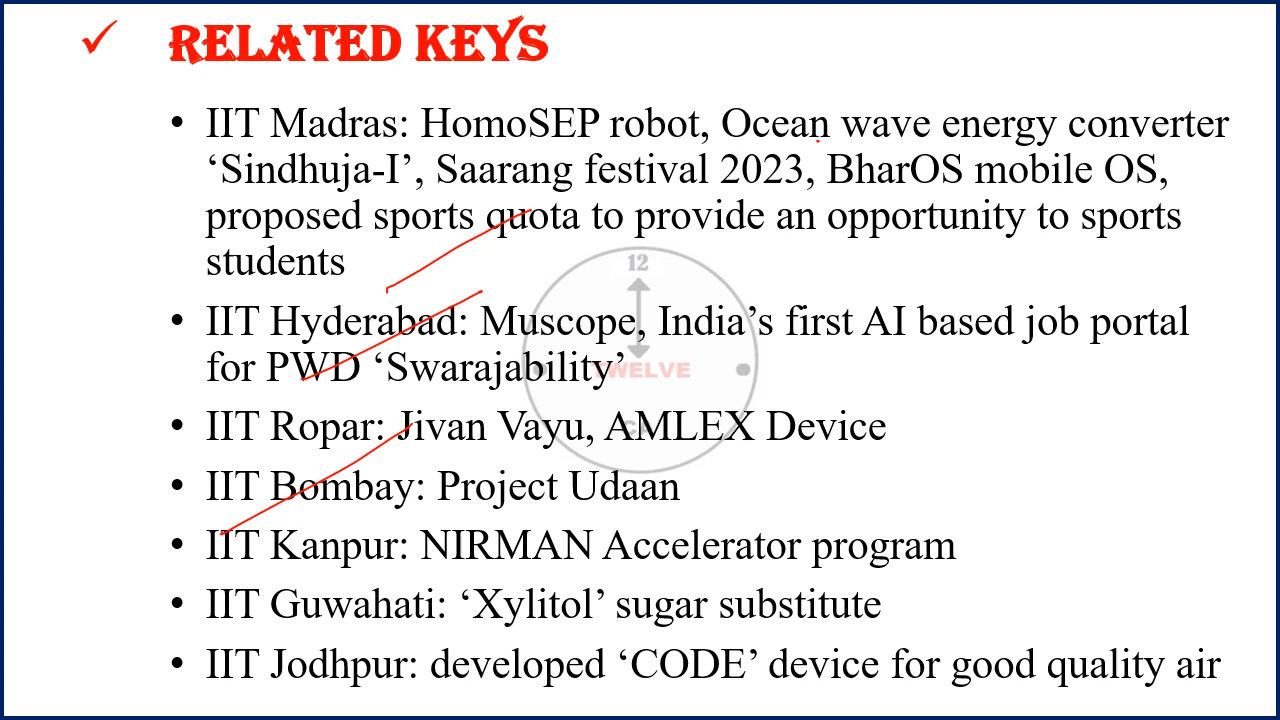 ✓ RELATED KEYS
• IIT Madras: HomoSEP robot, Ocean wave energy converter
‘Sindhuja-I’, Saarang festival 2023, BharOS mobile OS,
proposed sports quota to provide an opportunity to sports
students
12
• IIT Hyderabad: Muscope, India’s first AI based job portal
for PWD ‘Swarajability’
TWELVE
• IIT Ropar: Jivan Vayu, AMLEX Device
• IIT Bombay: Project Udaan
• IIT Kanpur: NIRMAN Accelerator program
• IIT Guwahati: ‘Xylitol’ sugar substitute
• IIT Jodhpur: developed ‘CODE’ device for good quality air